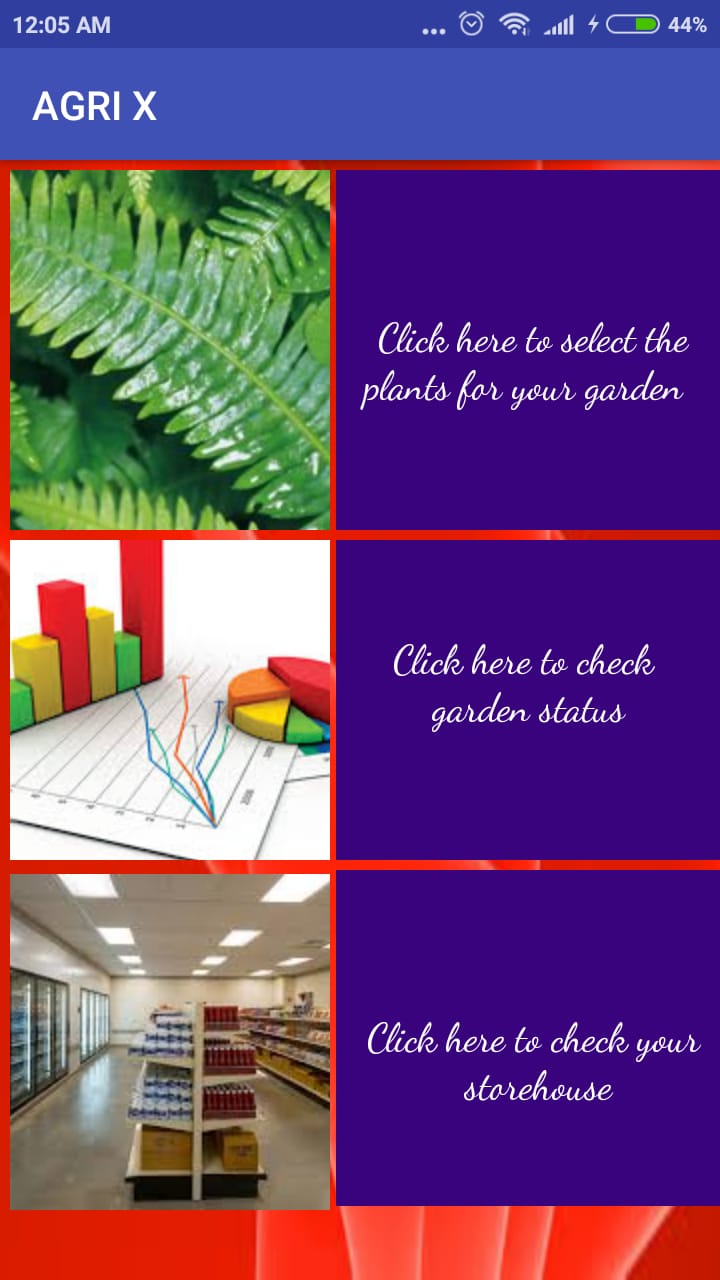 12:05 AM
44%
AGRI X
Click here to select the
plants for your garden
Click here to check
garden status
Click here to check your
storehouse